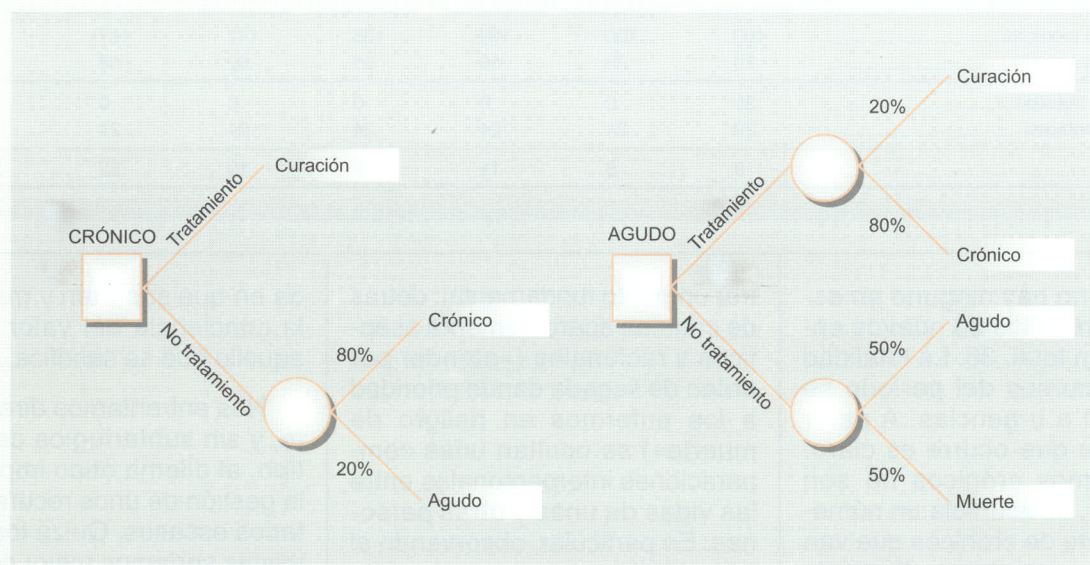 CRÓNICO
Tratamiento
Curación
No tratamiento
80%
Crónico
20%
Agudo
AGUDO
Tratamiento
20%
Curación
80%
Crónico
No tratamiento
50%
Agudo
50%
Muerte